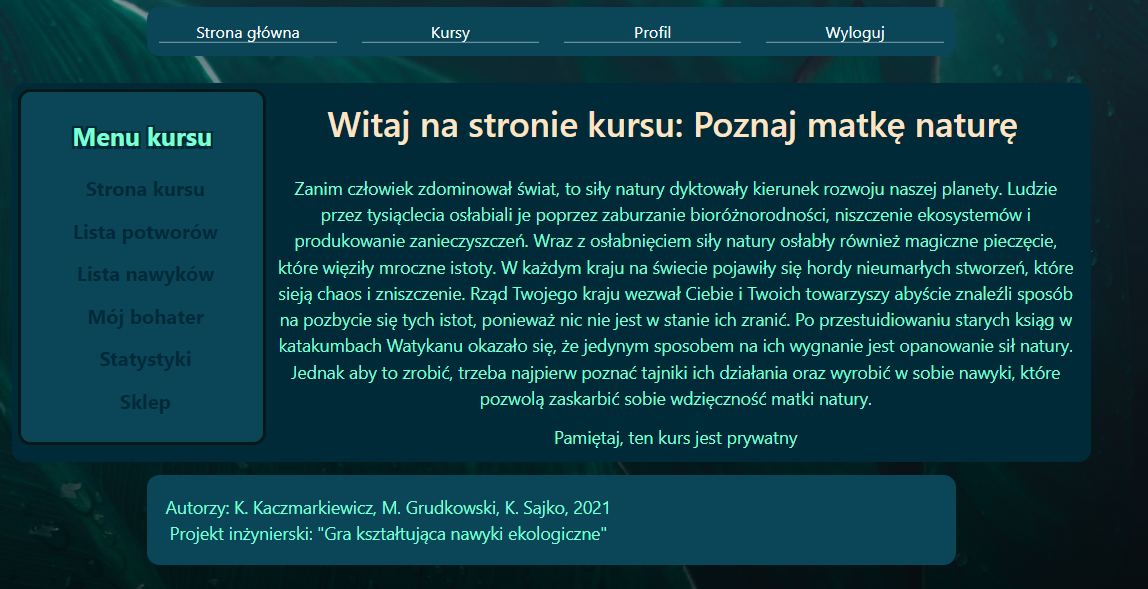 Strona główna
Kursy
Profil
Wyloguj
Menu kursu
Strona kursu
Lista potworów
Lista nawyków
Mój bohater
Statystyki
Sklep
Witaj na stronie kursu: Poznaj matkę naturę
Zanim człowiek zdominował świat, to siły natury dyktowały kierunek rozwoju naszej planety. Ludzie
przez tysiąclecia osłabiali je poprzez zaburzanie bioróżnorodności, niszczenie ekosystemów i
produkowanie zanieczyszczeń. Wraz z osłabnięciem siły natury osłabły również magiczne pieczęcie,
które więziły mroczne istoty. W każdym kraju na świecie pojawiły się hordy nieumarłych stworzeń, które
sieją chaos i zniszczenie. Rząd Twojego kraju wezwał Ciebie i Twoich towarzyszy abyście znaleźli sposób
na pozbycie się tych istot, ponieważ nic nie jest w stanie ich zranić. Po przestuidiowaniu starych ksiąg w
katakumbach Watykanu okazało się, że jedynym sposobem na ich wygnanie jest opanowanie sił natury.
Jednak aby to zrobić, trzeba najpierw poznać tajniki ich działania oraz wyrobić w sobie nawyki, które
pozwolą zaskarbić sobie wdzięczność matki natury.
Pamiętaj, ten kurs jest prywatny
Autorzy: K. Kaczmarkiewicz, M. Grudkowski, K. Sajko, 2021
Projekt inżynierski: "Gra kształtująca nawyki ekologiczne"